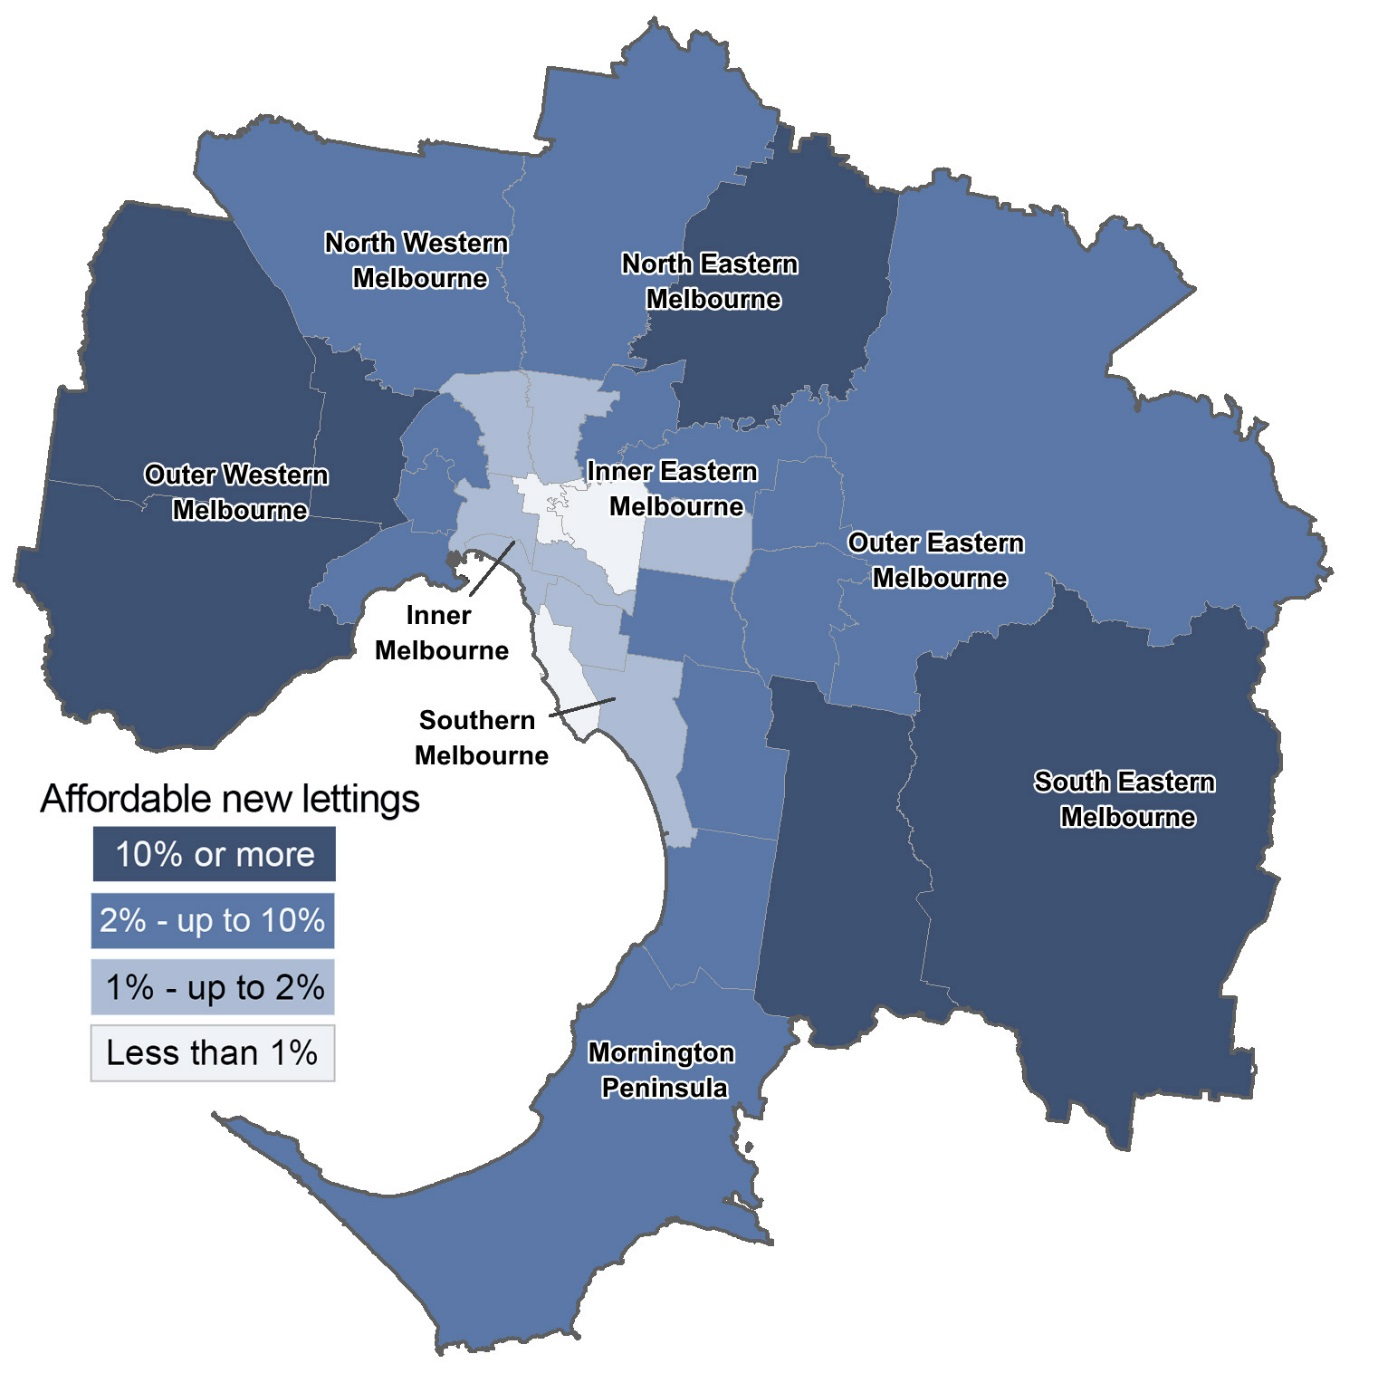 North Western
Melbourne
North Eastern
Melbourne
Outer Western
Melbourne
Inner Eastern
Melbourne
Outer Eastern
Melbourne
Inner
Melbourne
Southern
Melbourne
South Eastern
Melbourne
Affordable new lettings
10% or more
2% - up to 10%
1% - up to 2%
Less than 1%
Mornington
Peninsula